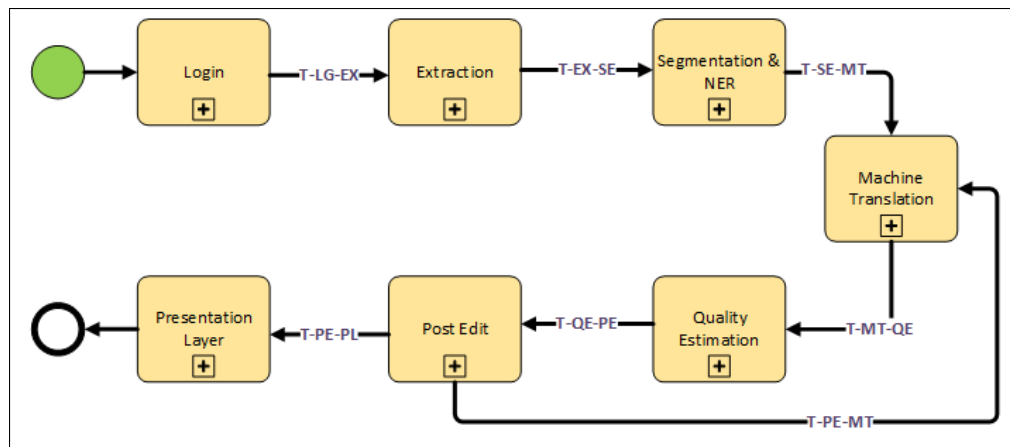 Login
T-LG-EX
Extraction
T-EX-SE
Segmentation &
NER
T-SE-MT
Machine
Translation
Presentation
Layer
T-PE-PL
Post Edit
T-QE-PE
Quality
Estimation
T-MT-QE
T-PE-MT